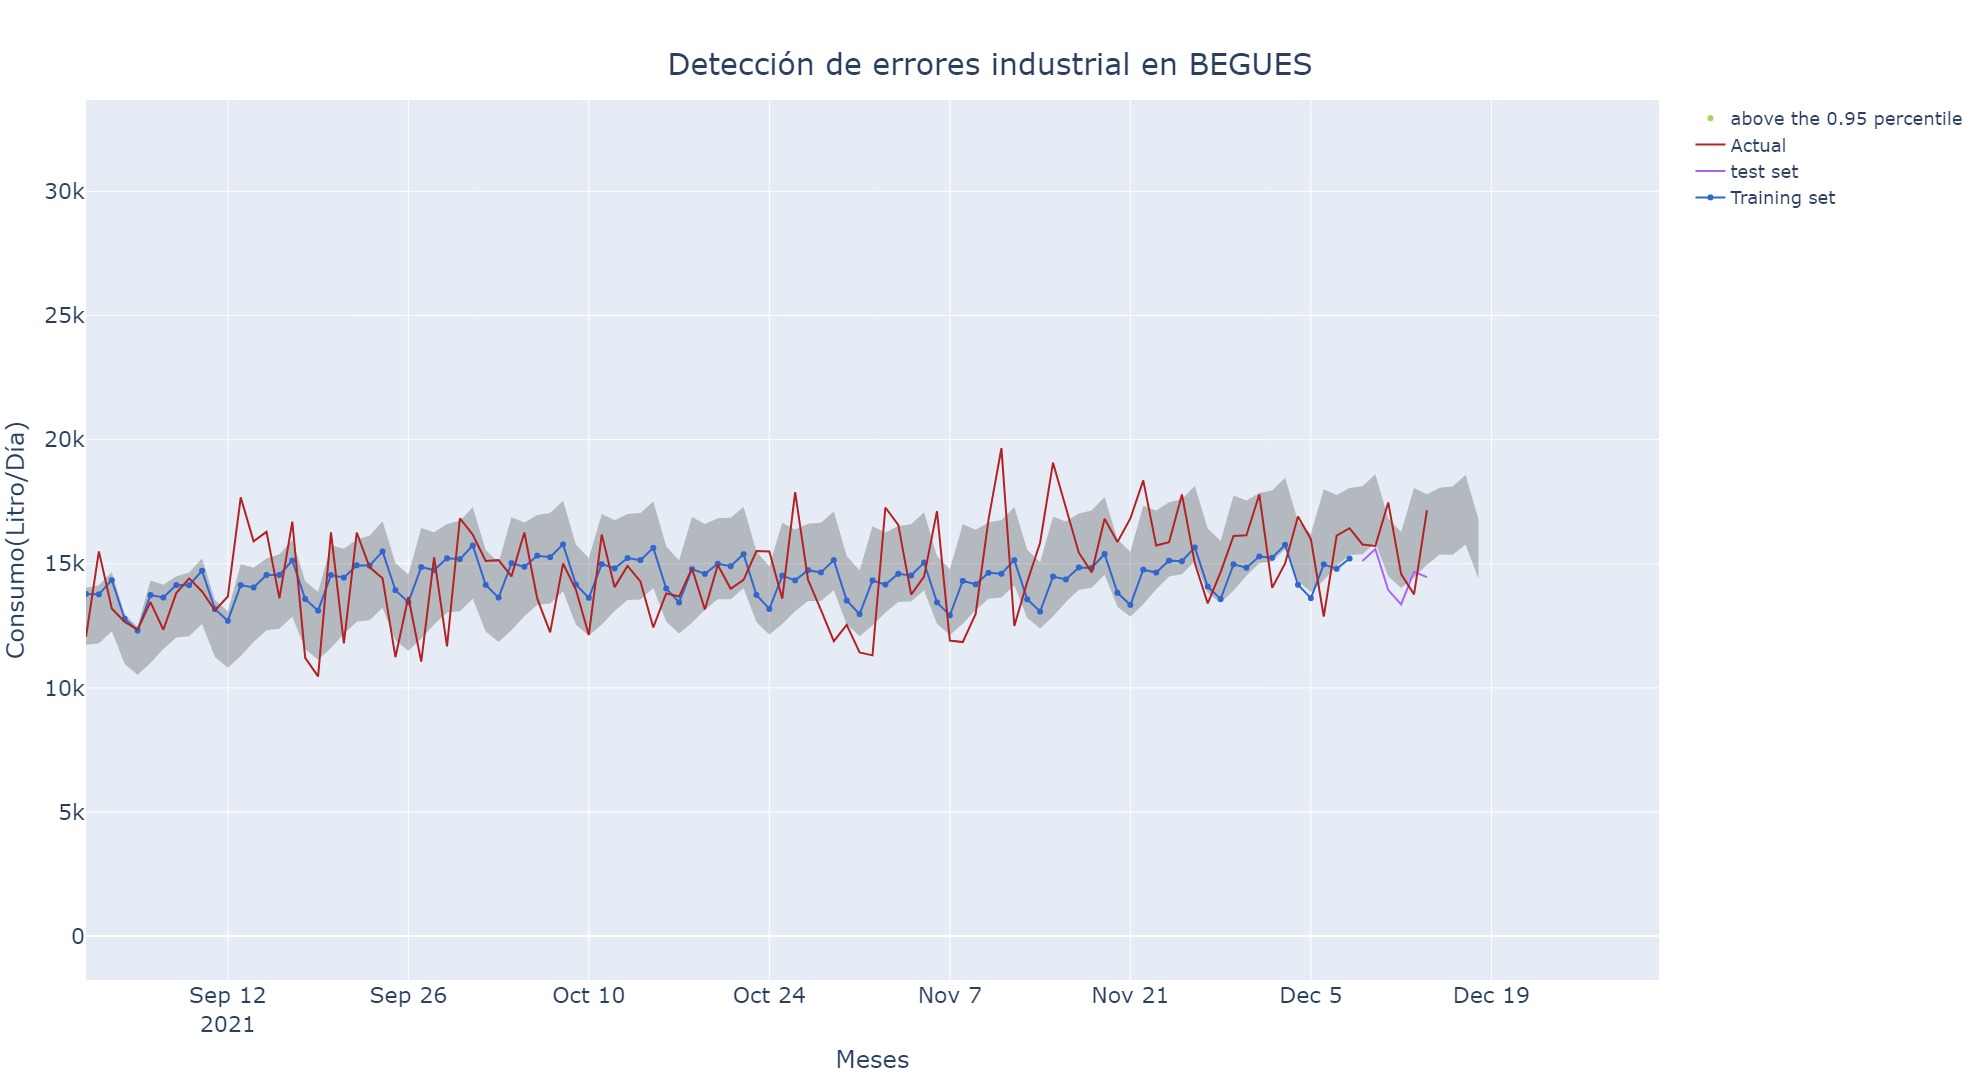 Detección de errores industrial en BEGUES
above the 0.95 percentile
Actual
test set
Training set
Consumo(Litro/Día)
30k
25k
20k
15k
10k
5k
0
Sep 12
2021
Sep 26
Oct 10
Oct 24
Nov 7
Nov 21
Dec 5
Dec 19
Meses